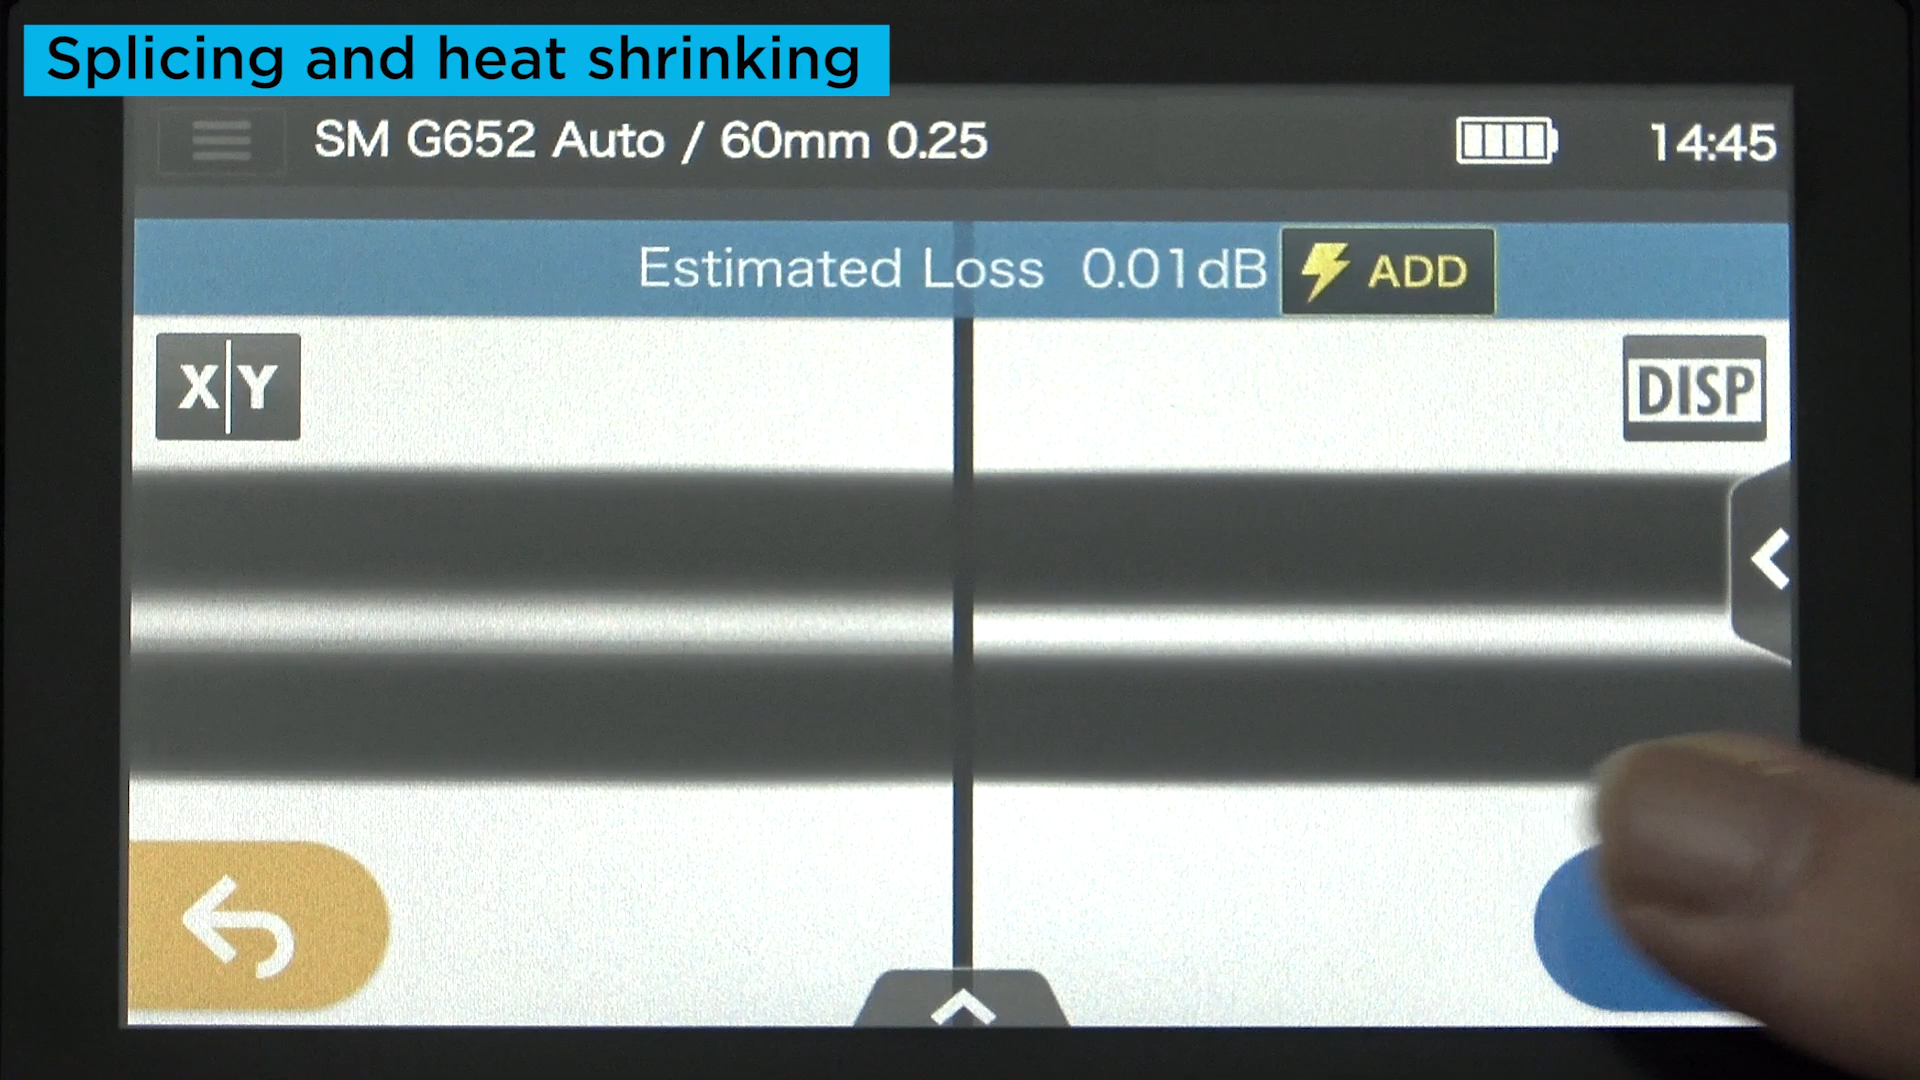 Splicing and heat shrinking
SM G652 Auto / 60mm 0.25
14:45
Estimated Loss 0.01dB
ADD
X|Y
DISP